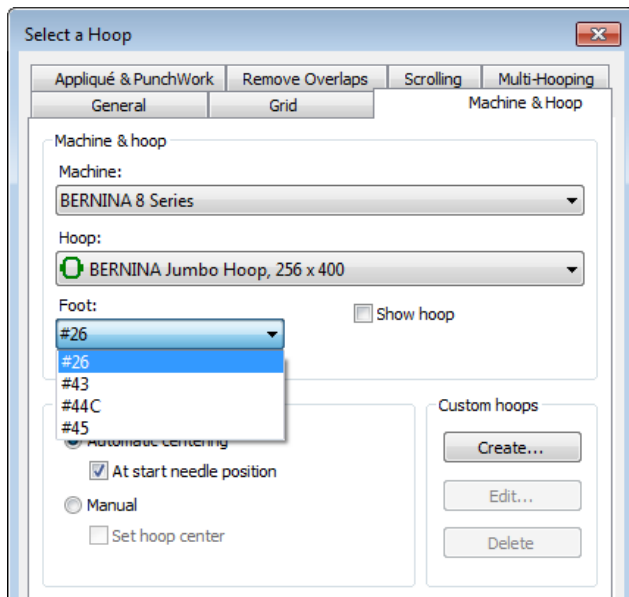 Select a Hoop
Appliqué & PunchWork Remove Overlaps Scrolling Multi-Hooping
General Grid Machine & Hoop
Machine & hoop
Machine:
BERNINA 8 Series
Hoop:
BERNINA Jumbo Hoop, 256 x 400
Foot:
Show hoop
#26
#26
#43
#44C
#45
Custom hoops
Automatic centering
Create...
At start needle position
Edit...
Manual
Set hoop center
Delete